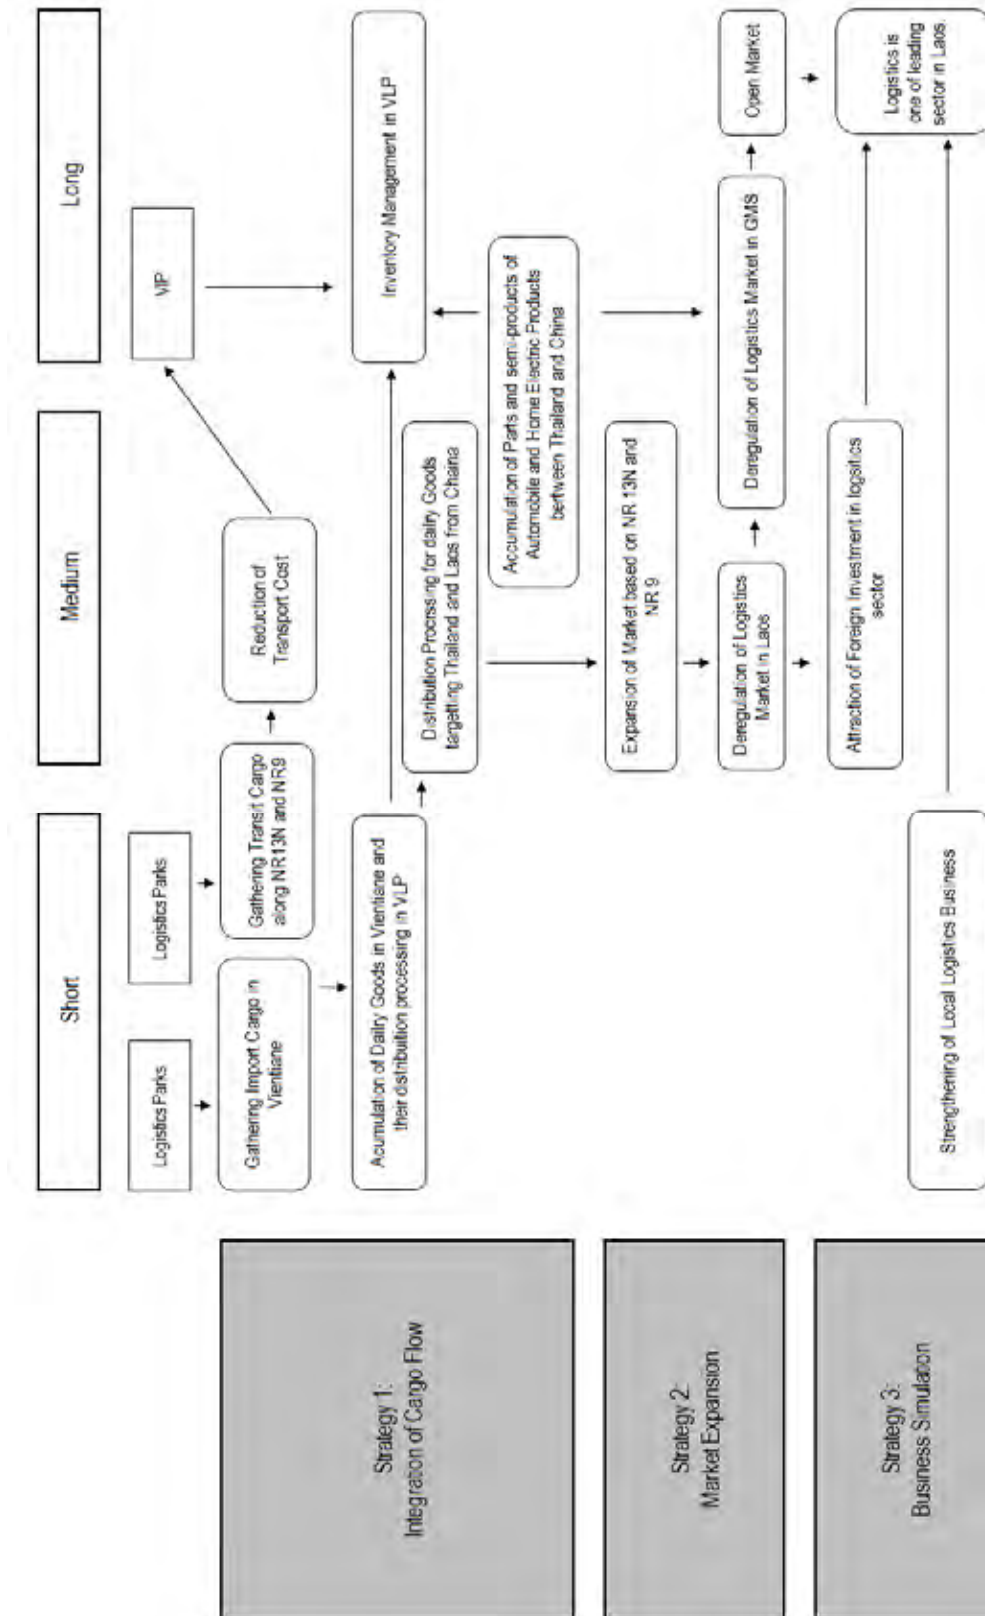 Short
Medium
Long
Logistics Parks
Logistics Parks
VIP
Strategy 1:
Integration of Cargo Flow
Gathering Import Cargo in
Vientiane
Gathering Transit Cargo
along NR13N and NR9
Reduction of
Transport Cost
Acumulation of Dailry Goods in Vientiane and
their distribuition processing in VLP
Inventory Management in VLP
Distribution Procissing for dailry Goods
targetting Thailand and Laos from Chaina
Accumulation of Parts and semi-products of
Automobile and Home Electric Products
bertween Thailand and China
Strategy 2:
Market Expansion
Expansion of Market based on NR 13N and
NR 9
Deregulation of Logistics
Market in Laos
Deregulation of Logistics Market in GMS
Open Market
Strategy 3:
Business Simulation
Attraction of Foreign Investment in logsitics
sector
Logistics is
one of leading
sector in Laos.
Strengthening of Local Logistics Business